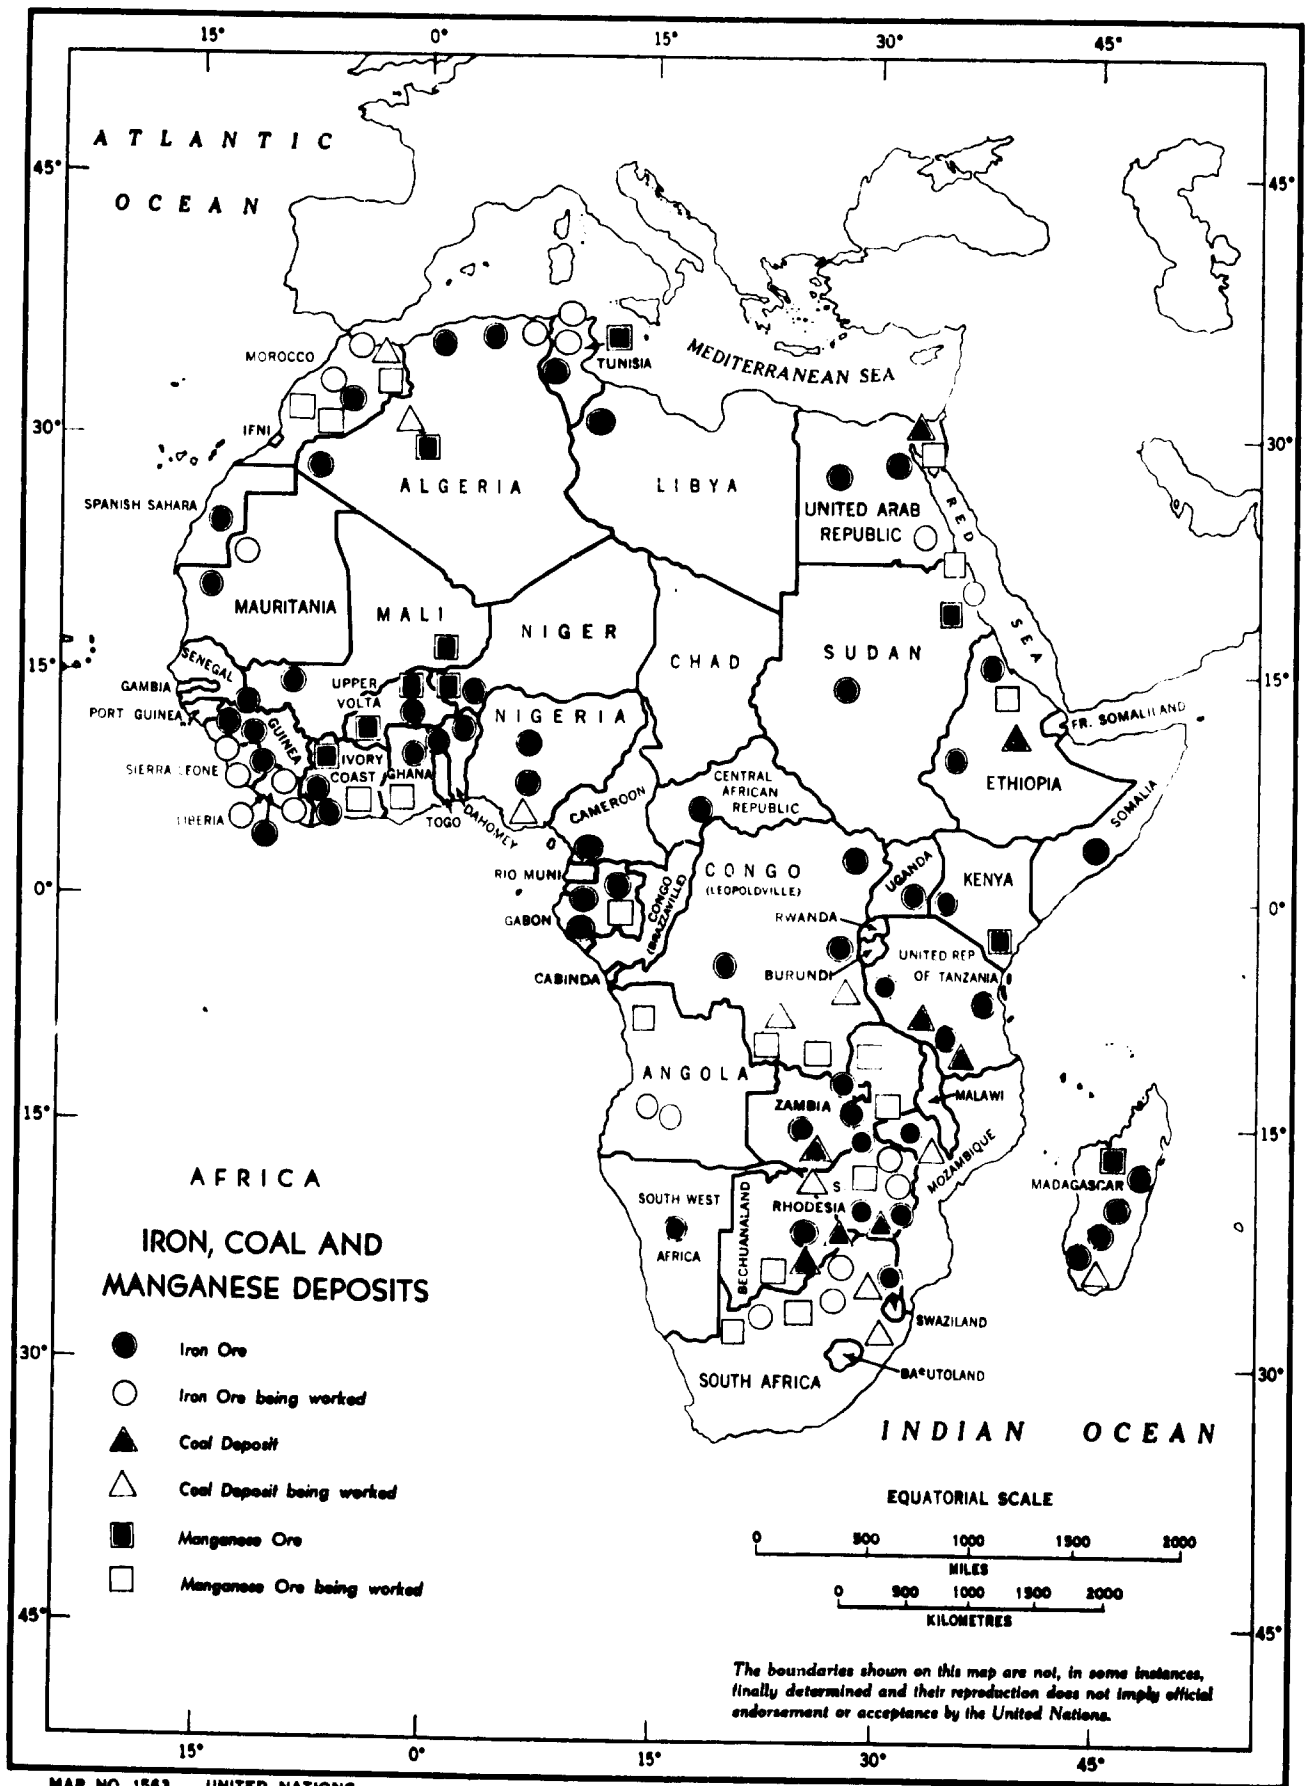 15° 0° 15° 30° 45°
ATLANTIC
OCEAN
45° 45°
MOROCCO
TUNISIA
MEDITERRANEAN SEA
IFNI
30° 30°
ALGERIA
LIBYA
SPANISH SAHARA
UNITED ARAB
REPUBLIC
RED
SEA
MAURITANIA
MALI
NIGER
CHAD
SUDAN
15° 15°
SENEGAL
GAMBIA
PORT GUINEA
UPPER
VOLTA
NIGERIA
FR. SOMALILAND
GUINEA
SIERRA LEONE
IVORY
COAST
GHANA
CENTRAL
AFRICAN
REPUBLIC
ETHIOPIA
SOMALIA
LIBERIA
TOGO
DAHOMEY
CAMEROON
RIO MUNI
CONGO
(LEOPOLDVILLE)
UGANDA
KENYA
0° 0°
GABON
CONGO
(BRAZZAVILLE)
RWANDA
CABINDA
BURUNDI
UNITED REP
OF TANZANIA
ANGOLA
ZAMBIA
MALAWI
15° 15°
MOZAMBIQUE
MADAGASCAR
SOUTH WEST
AFRICA
BECHUANALAND
S
RHODESIA
SWAZILAND
SOUTH AFRICA
BASUTOLAND
30° 30°
AFRICA
IRON, COAL AND
MANGANESE DEPOSITS
Iron Ore
Iron Ore being worked
Coal Deposit
Coal Deposit being worked
Manganese Ore
Manganese Ore being worked
INDIAN OCEAN
EQUATORIAL SCALE
0 500 1000 1500 2000
MILES
0 500 1000 1500 2000
KILOMETRES
45° 45°
The boundaries shown on this map are not, in some instances,
finally determined and their reproduction does not imply official
endorsement or acceptance by the United Nations.
15° 0° 15° 30° 45°
MAP NO. 1563 UNITED NATIONS